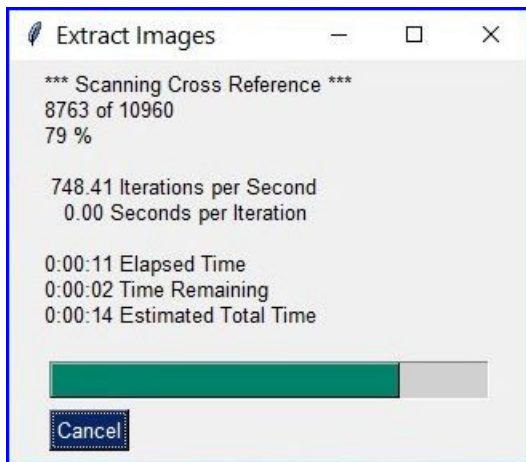 Extract Images
*** Scanning Cross Reference ***
8763 of 10960
79 %
748.41 Iterations per Second
0.00 Seconds per Iteration
0:00:11 Elapsed Time
0:00:02 Time Remaining
0:00:14 Estimated Total Time
Cancel